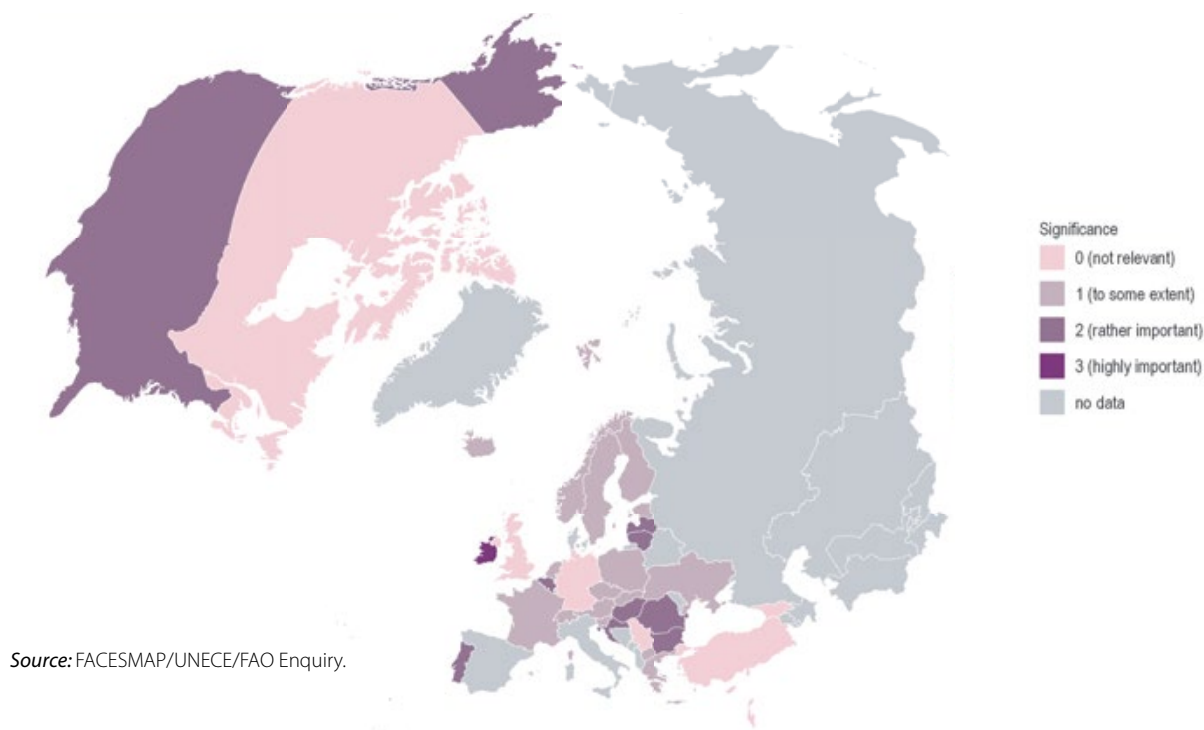 Significance
0 (not relevant)
1 (to some extent)
2 (rather important)
3 (highly important)
no data
Source: FACESMAP/UNECE/FAO Enquiry.